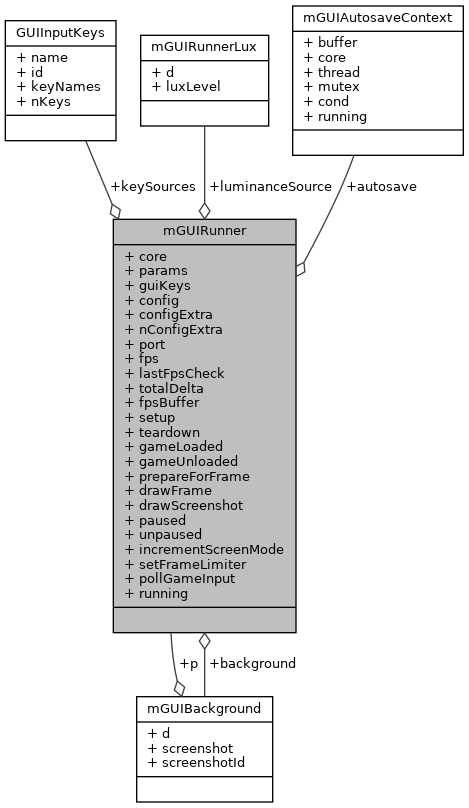 GUIInputKeys
+ name
+ id
+ keyNames
+ nKeys
mGUIRunnerLux
+ d
+ luxLevel
mGUIAutosaveContext
+ buffer
+ core
+ thread
+ mutex
+ cond
+ running
+keySources
+luminanceSource
+autosave
mGUIRunner
+ core
+ params
+ guiKeys
+ config
+ configExtra
+ nConfigExtra
+ port
+ fps
+ lastFpsCheck
+ totalDelta
+ fpsBuffer
+ setup
+ teardown
+ gameLoaded
+ gameUnloaded
+ prepareForFrame
+ drawFrame
+ drawScreenshot
+ paused
+ unpaused
+ incrementScreenMode
+ setFrameLimiter
+ pollGameInput
+ running
+p
+background
mGUIBackground
+ d
+ screenshot
+ screenshotId